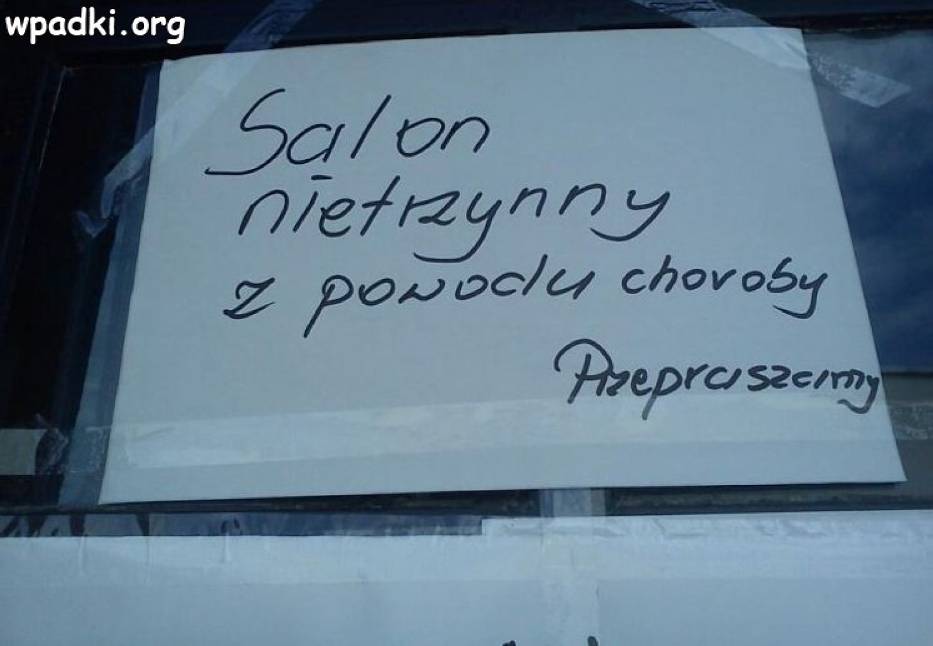 wpadki.org
Salon
nietrzynny
z powodu choroby
Przepraszamy